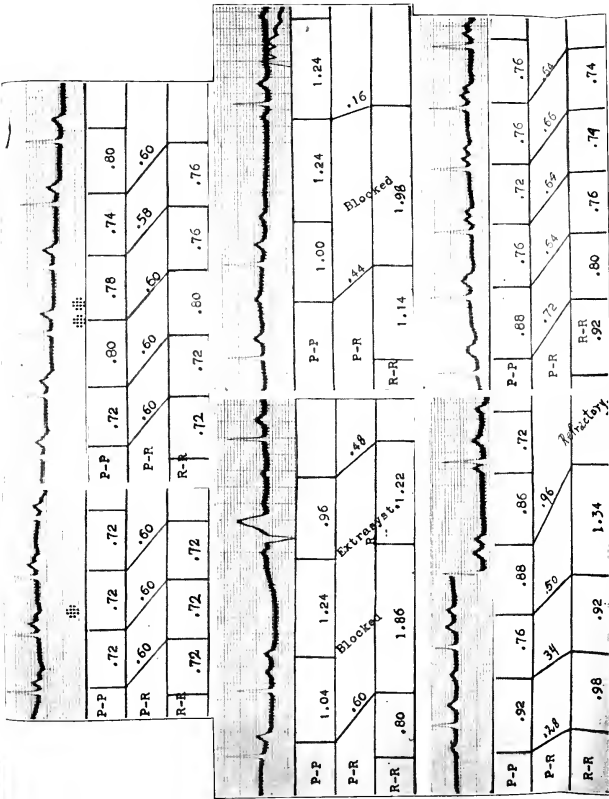 P-P .72 .72 .72
P-R .60 .60 .60
R-R .72 .72 .72
P-P .72 .80 .78 .74 .80
P-R .60 .60 .60 .58 .60
R-R .72 .72 .80 .76 .76
P-P 1.04 1.24 .96
P-R .60 Blocked Extrasyst. .48
R-R .80 1.86 1.22
P-P 1.00 1.24 1.24
P-R .44 Blocked .16
R-R 1.14 1.98
P-P .92 .76 .88 .86 .72
P-R .28 .34 .50 .96 Refractory
R-R .98 .92 1.34
P-P .88 .76 .72 .76 .76
P-R .72 .54 .64 .66 .64
R-R .92 .80 .76 .74 .74